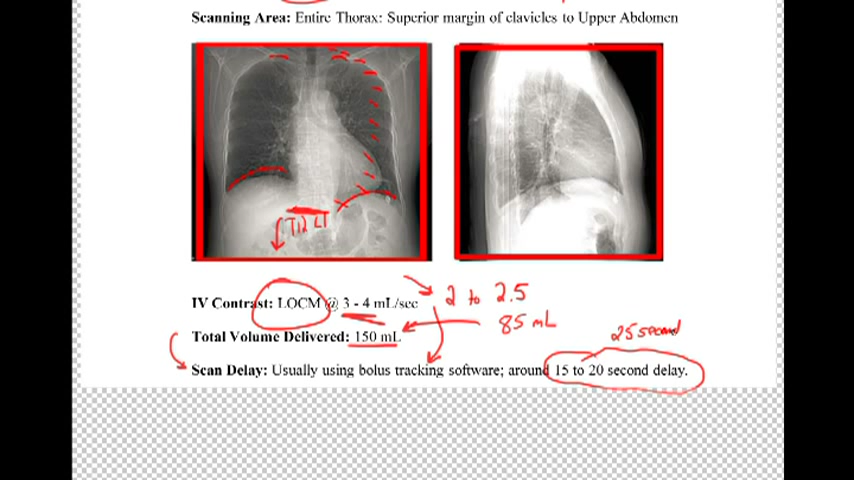 Scanning Area: Entire Thorax: Superior margin of clavicles to Upper Abdomen
T12 L1
IV Contrast: LOCM @ 3 - 4 mL/sec 2 to 2.5
85 mL
25 second
Total Volume Delivered: 150 mL
Scan Delay: Usually using bolus tracking software; around 15 to 20 second delay.